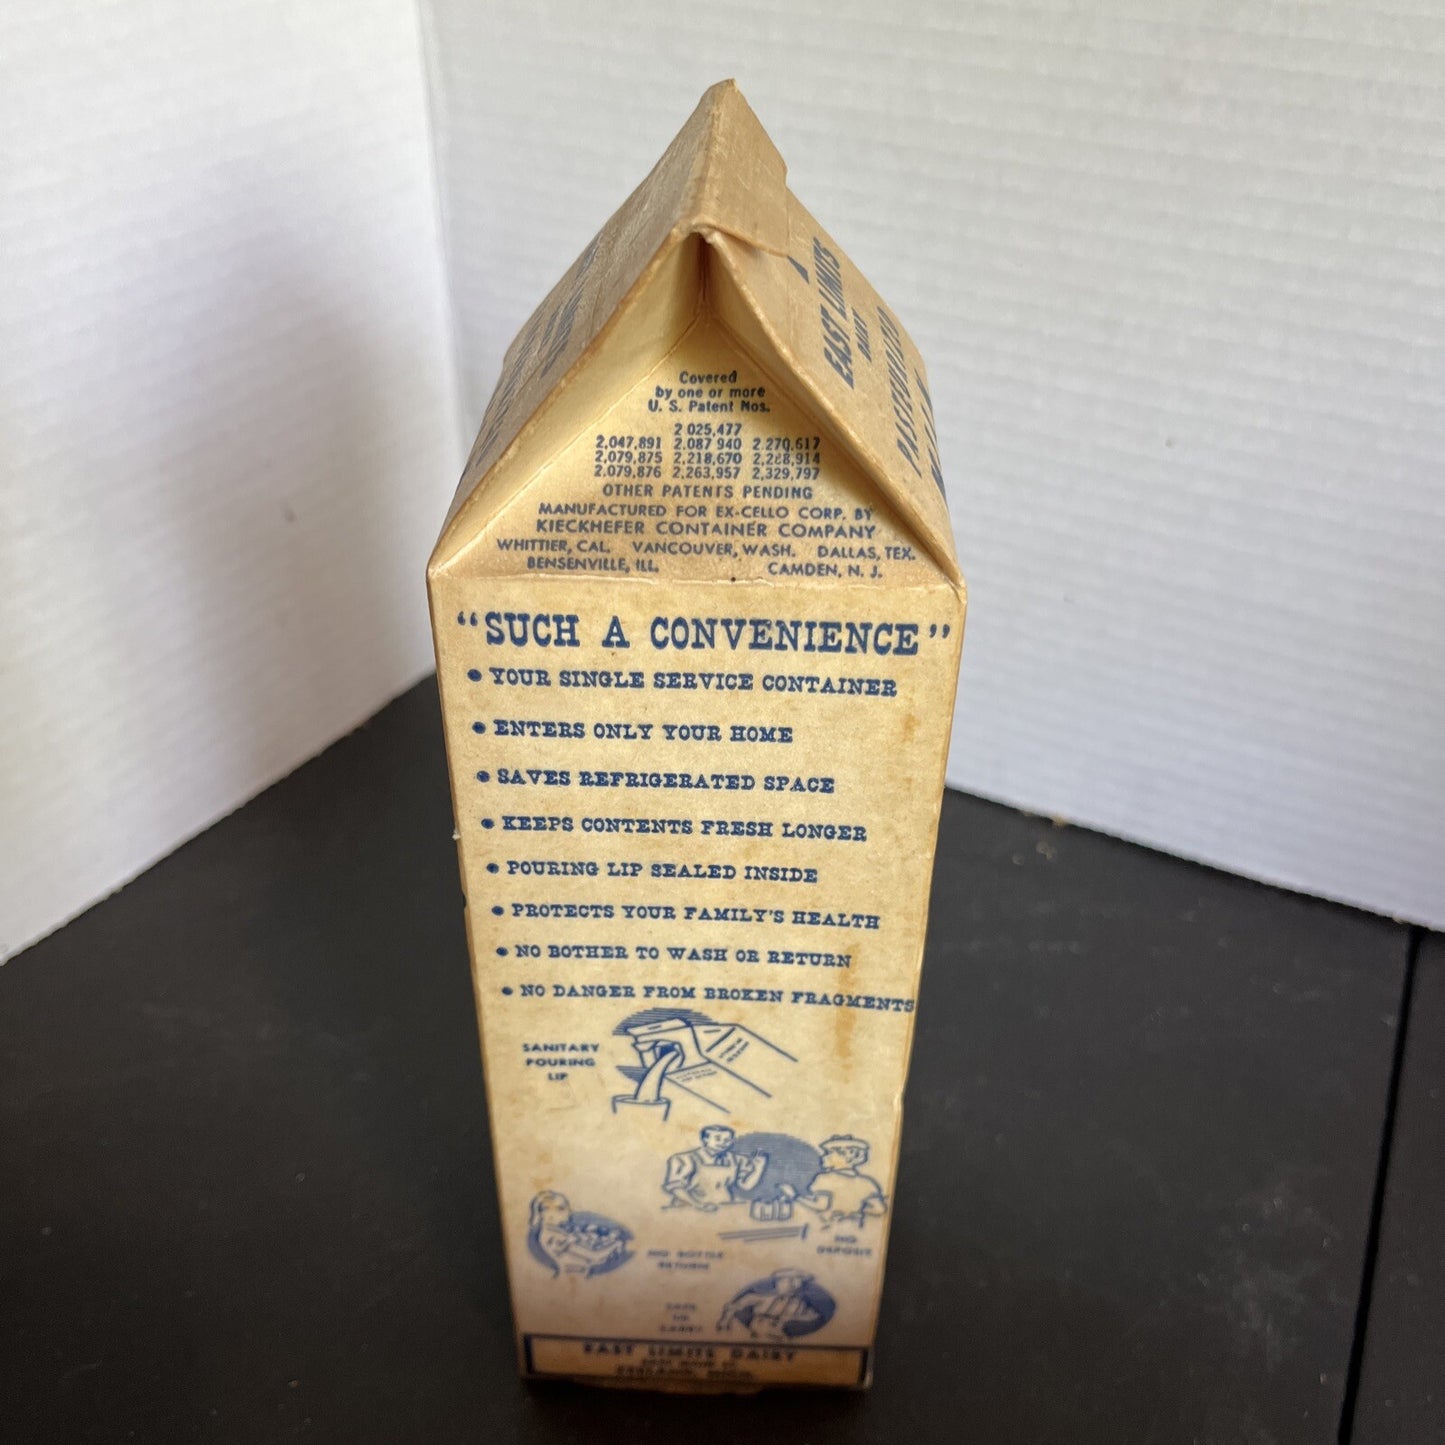 Covered
by one or more
U. S. Patent Nos.
2 025,477
2,047,891 2.087 940 2.270,617
2,079,875 2,218,670 2,288,914
2.079,876 2,263,957 2,329,797
OTHER PATENTS PENDING
MANUFACTURED FOR EX-CELLO CORP. BY
KIECKHEFER CONTAINER COMPANY
WHITTIER, CAL. VANCOUVER, WASH. DALLAS, TEX.
BENSENVILLE, ILL. CAMDEN, N. J.
EAST LIMITS
DAIRY
PASTEURIZED
"SUCH A CONVENIENCE"
• YOUR SINGLE SERVICE CONTAINER
• ENTERS ONLY YOUR HOME
• SAVES REFRIGERATED SPACE
• KEEPS CONTENTS FRESH LONGER
• POURING LIP SEALED INSIDE
• PROTECTS YOUR FAMILY'S HEALTH
• NO BOTHER TO WASH OR RETURN
• NO DANGER FROM BROKEN FRAGMENTS
SANITARY
POURING
LIP
NO
DEPOSIT
NO BOTTLE
RETURN
EAST LIMITS DAIRY